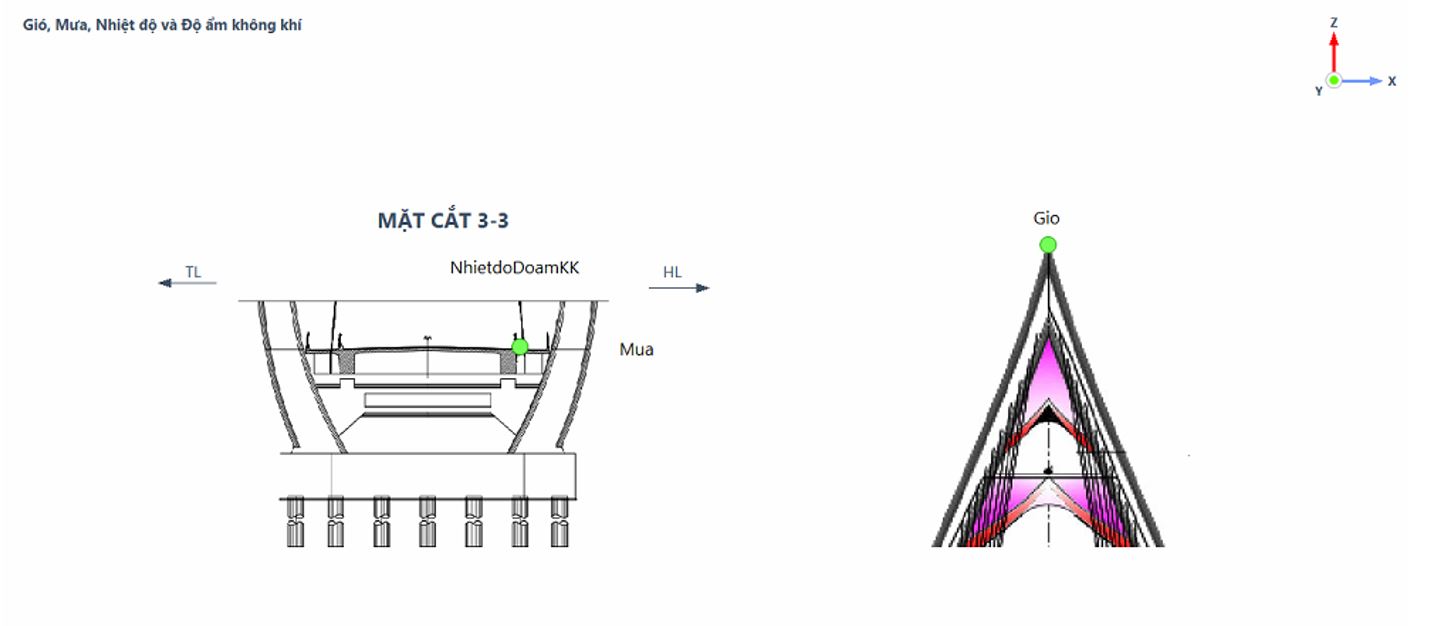 Gió, Mưa, Nhiệt độ và Độ ẩm không khí
Z
X
Y
MẶT CẮT 3-3
Gio
NhietdoDoamKK
TL
HL
Mua